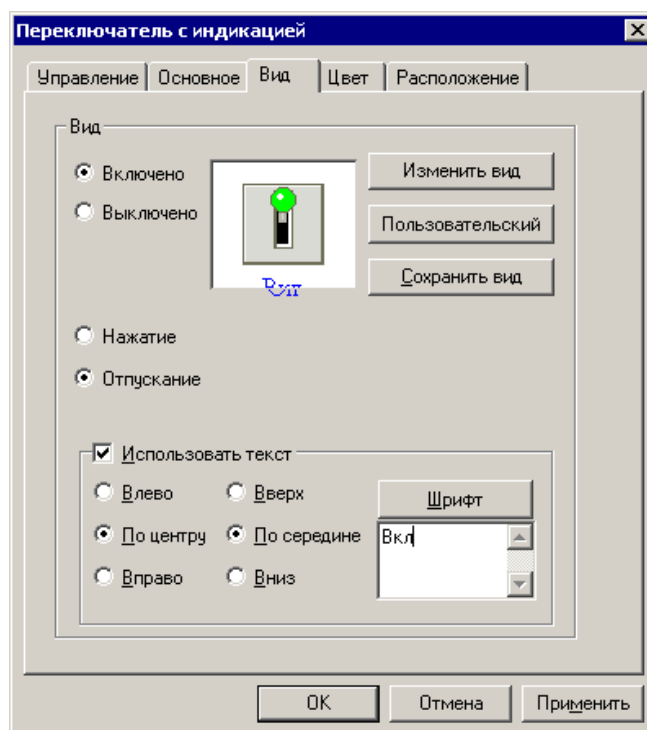 Переключатель с индикацией
Управление Основное Вид Цвет Расположение
Вид
Включено
Выключено
Изменить вид
Пользовательский
Сохранить вид
Нажатие
Отпускание
Использовать текст
Влево Вверх
Шрифт
По центру По середине
Вкл
Вправо Вниз
OK Отмена Применить